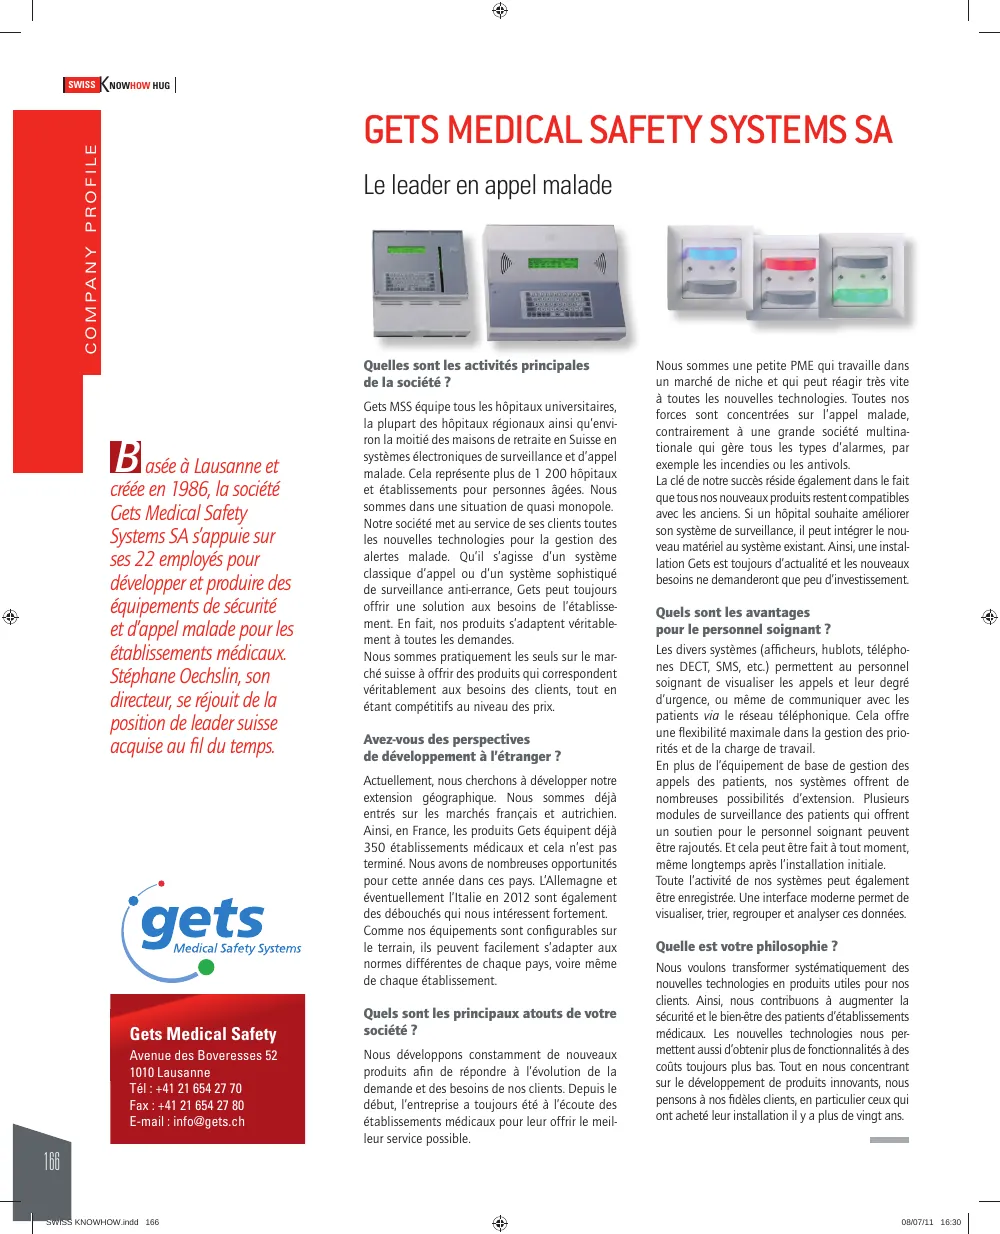 SWISS KNOWHOW HUG
COMPANY PROFILE
GETS MEDICAL SAFETY SYSTEMS SA
Le leader en appel malade
Basée à Lausanne et
créée en 1986, la société
Gets Medical Safety
Systems SA s'appuie sur
ses 22 employés pour
développer et produire des
équipements de sécurité
et d'appel malade pour les
établissements médicaux.
Stéphane Oechslin, son
directeur, se réjouit de la
position de leader suisse
acquise au fil du temps.
gets
Medical Safety Systems
Gets Medical Safety
Avenue des Boveresses 52
1010 Lausanne
Tél : +41 21 654 27 70
Fax : +41 21 654 27 80
E-mail : info@gets.ch
Quelles sont les activités principales
de la société ?
Gets MSS équipe tous les hôpitaux universitaires,
la plupart des hôpitaux régionaux ainsi qu'envi-
ron la moitié des maisons de retraite en Suisse en
systèmes électroniques de surveillance et d'appel
malade. Cela représente plus de 1 200 hôpitaux
et établissements pour personnes âgées. Nous
sommes dans une situation de quasi monopole.
Notre société met au service de ses clients toutes
les nouvelles technologies pour la gestion des
alertes malade. Qu'il s'agisse d'un système
classique d'appel ou d'un système sophistiqué
de surveillance anti-errance, Gets peut toujours
offrir une solution aux besoins de l'établisse-
ment. En fait, nos produits s'adaptent véritable-
ment à toutes les demandes.
Nous sommes pratiquement les seuls sur le mar-
ché suisse à offrir des produits qui correspondent
véritablement aux besoins des clients, tout en
étant compétitifs au niveau des prix.
Avez-vous des perspectives
de développement à l'étranger ?
Actuellement, nous cherchons à développer notre
extension géographique. Nous sommes déjà
entrés sur les marchés français et autrichien.
Ainsi, en France, les produits Gets équipent déjà
350 établissements médicaux et cela n'est pas
terminé. Nous avons de nombreuses opportunités
pour cette année dans ces pays. L'Allemagne et
éventuellement l'Italie en 2012 sont également
des débouchés qui nous intéressent fortement.
Comme nos équipements sont configurables sur
le terrain, ils peuvent facilement s'adapter aux
normes différentes de chaque pays, voire même
de chaque établissement.
Quels sont les principaux atouts de votre
société ?
Nous développons constamment de nouveaux
produits afin de répondre à l'évolution de la
demande et des besoins de nos clients. Depuis le
début, l'entreprise a toujours été à l'écoute des
établissements médicaux pour leur offrir le meil-
leur service possible.
Nous sommes une petite PME qui travaille dans
un marché de niche et qui peut réagir très vite
à toutes les nouvelles technologies. Toutes nos
forces sont concentrées sur l'appel malade,
contrairement à une grande société multina-
tionale qui gère tous les types d'alarmes, par
exemple les incendies ou les antivols.
La clé de notre succès réside également dans le fait
que tous nos nouveaux produits restent compatibles
avec les anciens. Si un hôpital souhaite améliorer
son système de surveillance, il peut intégrer le nou-
veau matériel au système existant. Ainsi, une instal-
lation Gets est toujours d'actualité et les nouveaux
besoins ne demanderont que peu d'investissement.
Quels sont les avantages
pour le personnel soignant ?
Les divers systèmes (afficheurs, hublots, télépho-
nes DECT, SMS, etc.) permettent au personnel
soignant de visualiser les appels et leur degré
d'urgence, ou même de communiquer avec les
patients via le réseau téléphonique. Cela offre
une flexibilité maximale dans la gestion des prio-
rités et de la charge de travail.
En plus de l'équipement de base de gestion des
appels des patients, nos systèmes offrent de
nombreuses possibilités d'extension. Plusieurs
modules de surveillance des patients qui offrent
un soutien pour le personnel soignant peuvent
être rajoutés. Et cela peut être fait à tout moment,
même longtemps après l'installation initiale.
Toute l'activité de nos systèmes peut également
être enregistrée. Une interface moderne permet de
visualiser, trier, regrouper et analyser ces données.
Quelle est votre philosophie ?
Nous voulons transformer systématiquement des
nouvelles technologies en produits utiles pour nos
clients. Ainsi, nous contribuons à augmenter la
sécurité et le bien-être des patients d'établissements
médicaux. Les nouvelles technologies nous per-
mettent aussi d'obtenir plus de fonctionnalités à des
coûts toujours plus bas. Tout en nous concentrant
sur le développement de produits innovants, nous
pensons à nos fidèles clients, en particulier ceux qui
ont acheté leur installation il y a plus de vingt ans.
166
SWISS KNOWHOW.indd 166
08/07/11 16:30